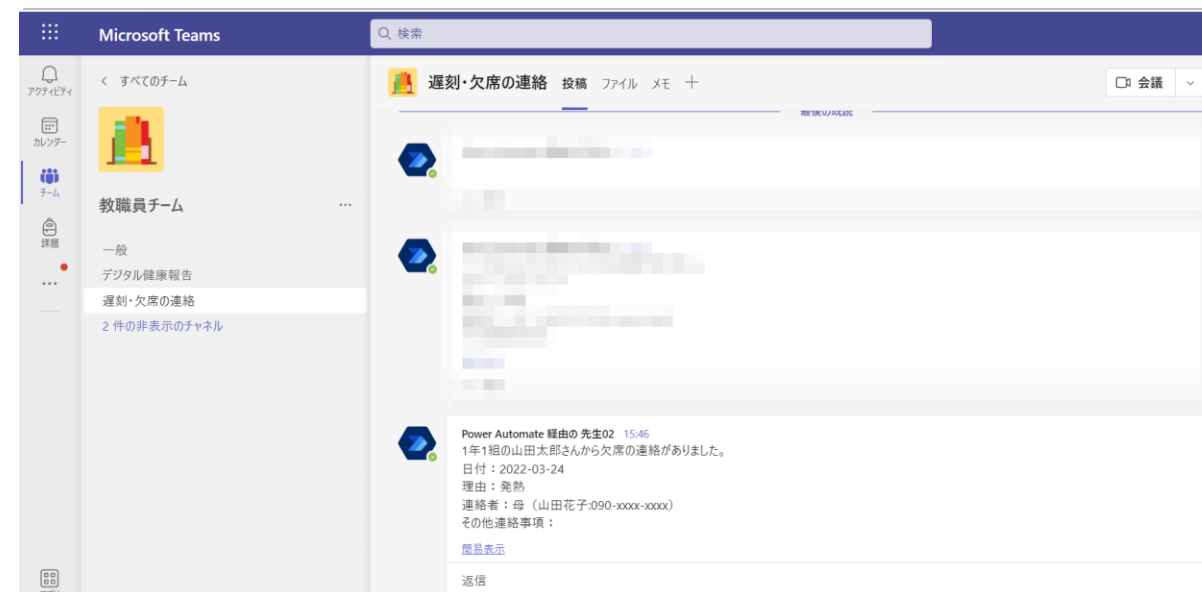 Microsoft Teams
検索
アクティビティ
カレンダー
チーム
課題
すべてのチーム
教職員チーム
一般
デジタル健康報告
遅刻・欠席の連絡
2 件の非表示のチャネル
遅刻・欠席の連絡 投稿 ファイル メモ
会議
最後の既読
Power Automate 経由の 先生02 15:46
1年1組の山田太郎さんから欠席の連絡がありました。
日付：2022-03-24
理由：発熱
連絡者：母（山田花子:090-xxxx-xxxx）
その他連絡事項：
簡易表示
返信